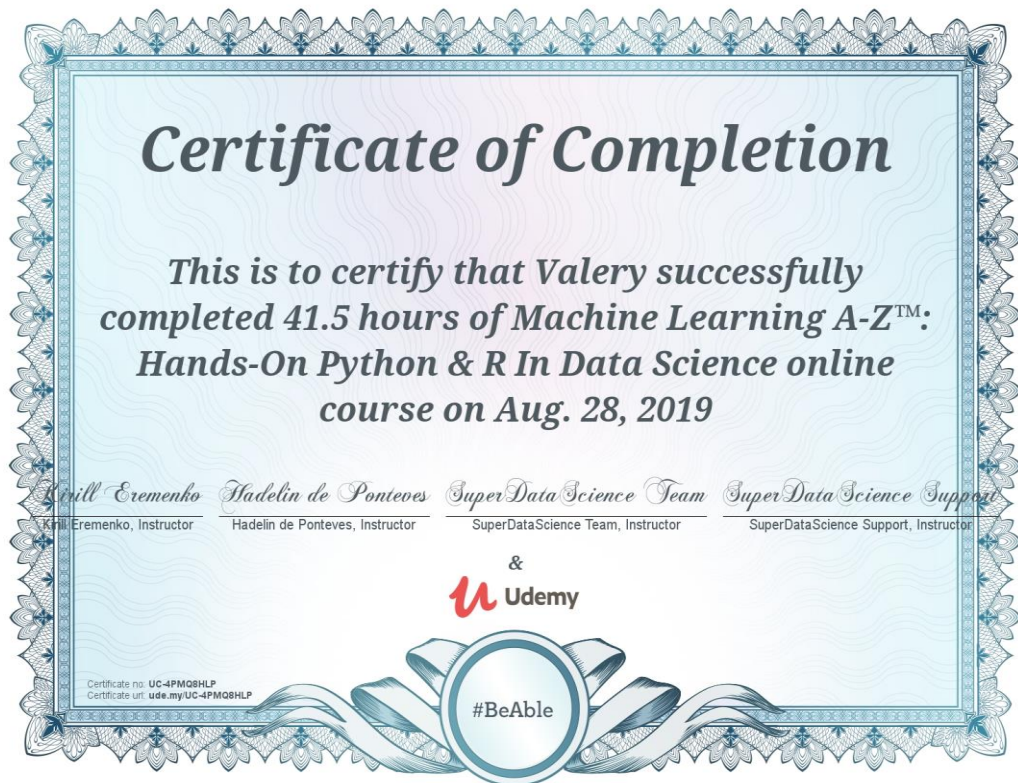 Certificate of Completion
This is to certify that Valery successfully
completed 41.5 hours of Machine Learning A-Z™:
Hands-On Python & R In Data Science online
course on Aug. 28, 2019
Kirill Eremenko Hadelin de Ponteves SuperDataScience Team SuperDataScience Support
Kirill Eremenko, Instructor Hadelin de Ponteves, Instructor SuperDataScience Team, Instructor SuperDataScience Support, Instructor
&
Udemy
Certificate no: UC-4PMQ8HLP
Certificate url: ude.my/UC-4PMQ8HLP
#BeAble